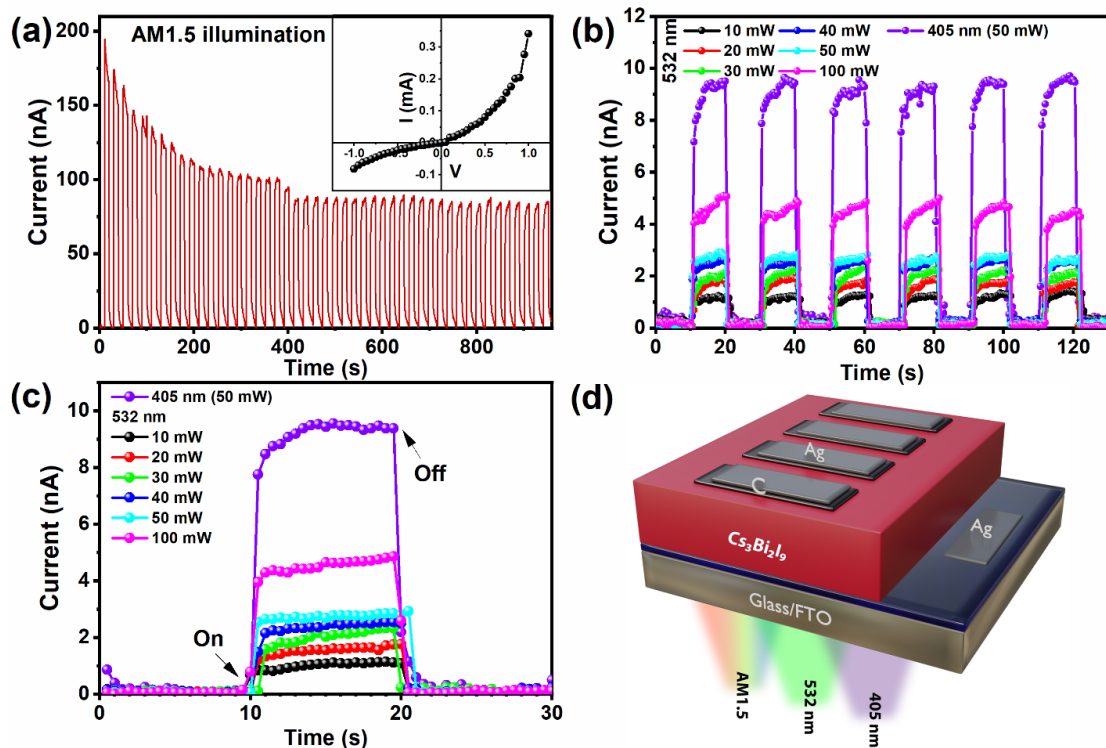 (a)
AM1.5 illumination
Current (nA)
200
150
100
50
0
0 200 400 600 800
Time (s)
I (mA)
0.3
0.2
0.1
0.0
-0.1
-1.0 -0.5 0.0 0.5 1.0
V
(b)
532 nm
10 mW
20 mW
30 mW
40 mW
50 mW
100 mW
405 nm (50 mW)
Current (nA)
12
10
8
6
4
2
0
0 20 40 60 80 100 120
Time (s)
(c)
405 nm (50 mW)
532 nm
10 mW
20 mW
30 mW
40 mW
50 mW
100 mW
On
Off
Current (nA)
10
8
6
4
2
0
0 10 20 30
Time (s)
(d)
Ag
C
Ag
Cs₃Bi₂I₉
Glass/FTO
AM1.5
532 nm
405 nm